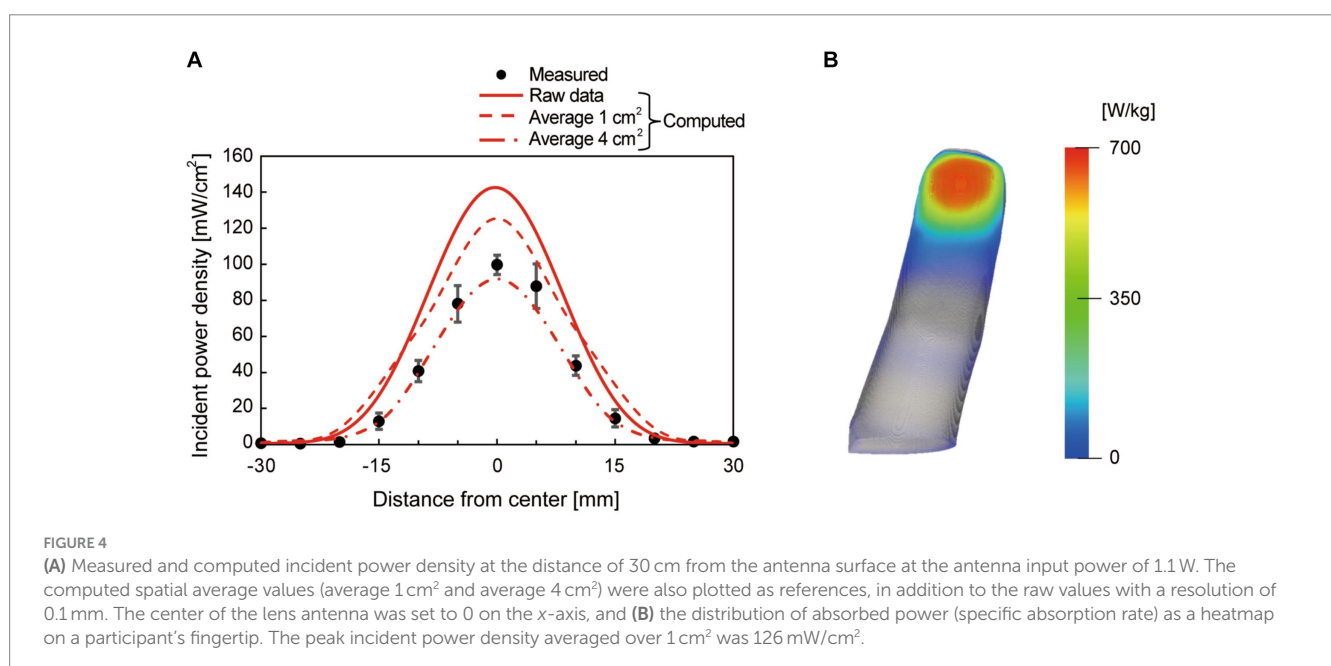 A
Measured
Raw data
Average 1 cm²
Average 4 cm²
Computed
Incident power density [mW/cm²]
160
140
120
100
80
60
40
20
0
-30
-15
0
15
30
Distance from center [mm]
B
[W/kg]
700
350
0
FIGURE 4
(A) Measured and computed incident power density at the distance of 30 cm from the antenna surface at the antenna input power of 1.1 W. The
computed spatial average values (average 1 cm² and average 4 cm²) were also plotted as references, in addition to the raw values with a resolution of
0.1 mm. The center of the lens antenna was set to 0 on the x-axis, and (B) the distribution of absorbed power (specific absorption rate) as a heatmap
on a participant's fingertip. The peak incident power density averaged over 1 cm² was 126 mW/cm².